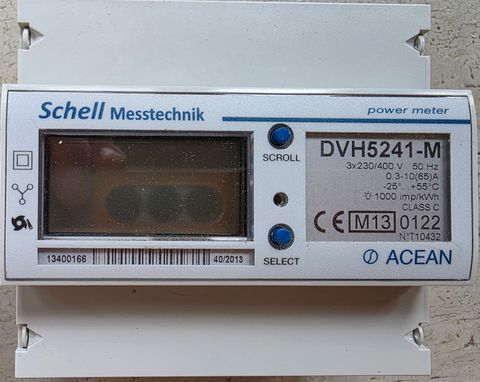 Schell Messtechnik
power meter
SCROLL
SELECT
DVH5241-M
3x230/400 V 50 Hz
0.3-10(65)A
-25°...+55°C
1000 imp/kWh
CLASS C
CE M13 0122
N°T10432
ACEAN
13400166
40/2013